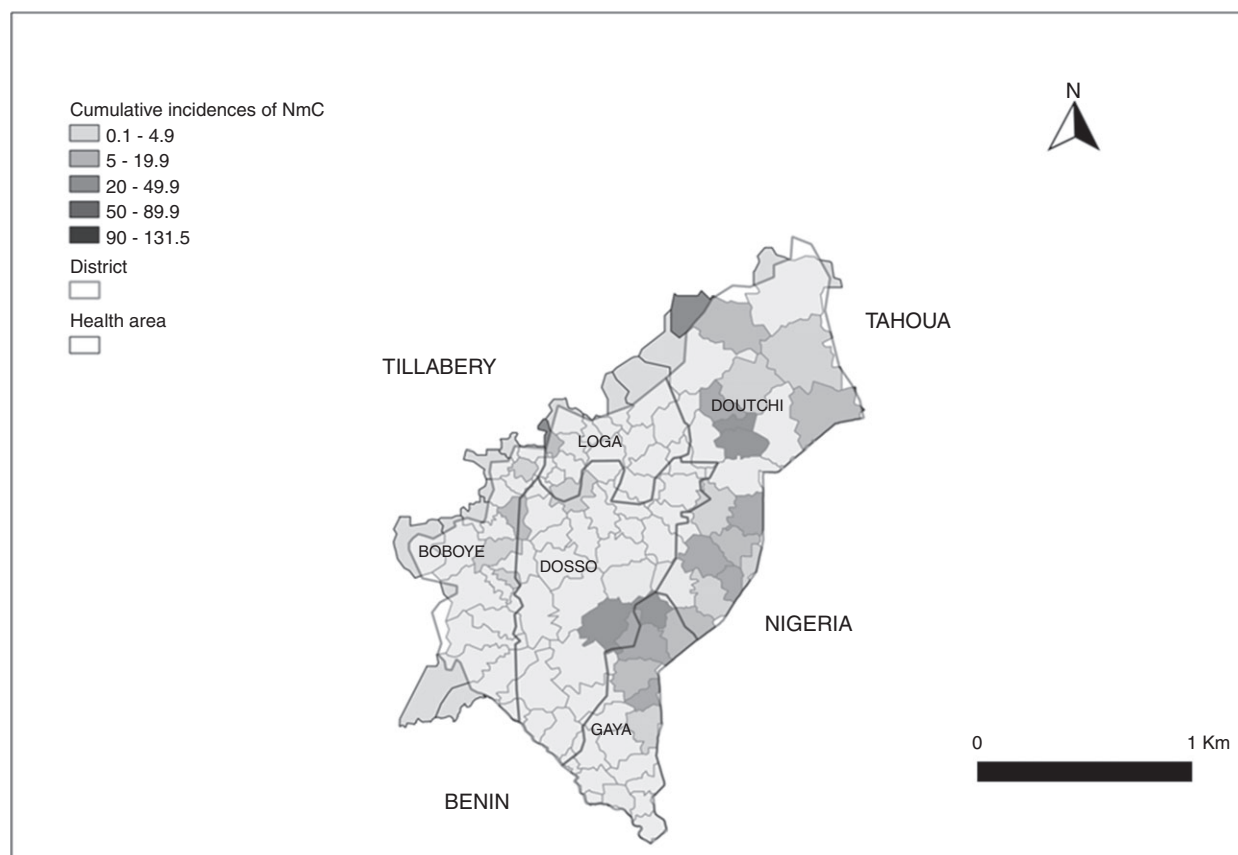 Cumulative incidences of NmC
0.1 - 4.9
5 - 19.9
20 - 49.9
50 - 89.9
90 - 131.5
District
Health area
N
TAHOUA
TILLABERY
DOUTCHI
LOGA
BOBOYE
DOSSO
NIGERIA
GAYA
BENIN
0 1 Km